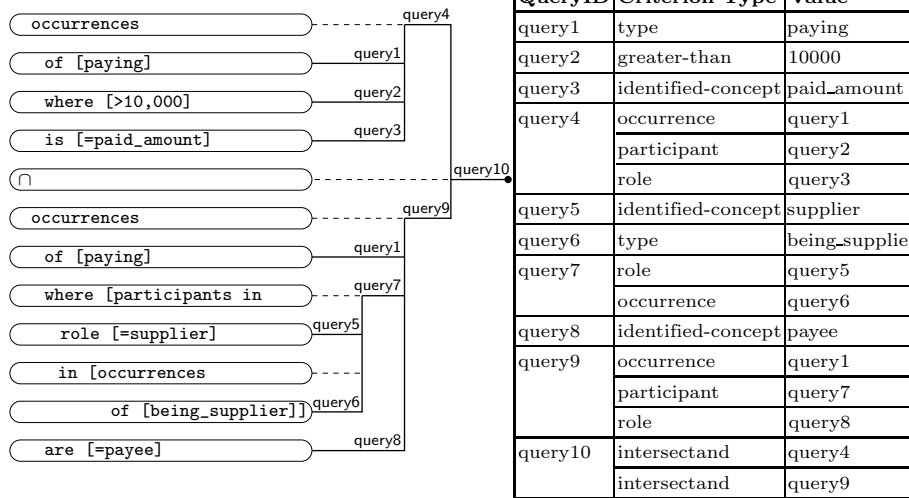 occurrences
of [paying]
where [>10,000]
is [=paid_amount]
∩
occurrences
of [paying]
where [participants in
role [=supplier]
in [occurrences
of [being_supplier]]
are [=payee]
query4
query1
query2
query3
query10
query9
query1
query7
query5
query6
query8
QueryID Criterion-Type Value
query1 type paying
query2 greater-than 10000
query3 identified-concept paid_amount
query4 occurrence query1
participant query2
role query3
query5 identified-concept supplier
query6 type being_supplie
query7 role query5
occurrence query6
query8 identified-concept payee
query9 occurrence query1
participant query7
role query8
query10 intersectand query4
intersectand query9